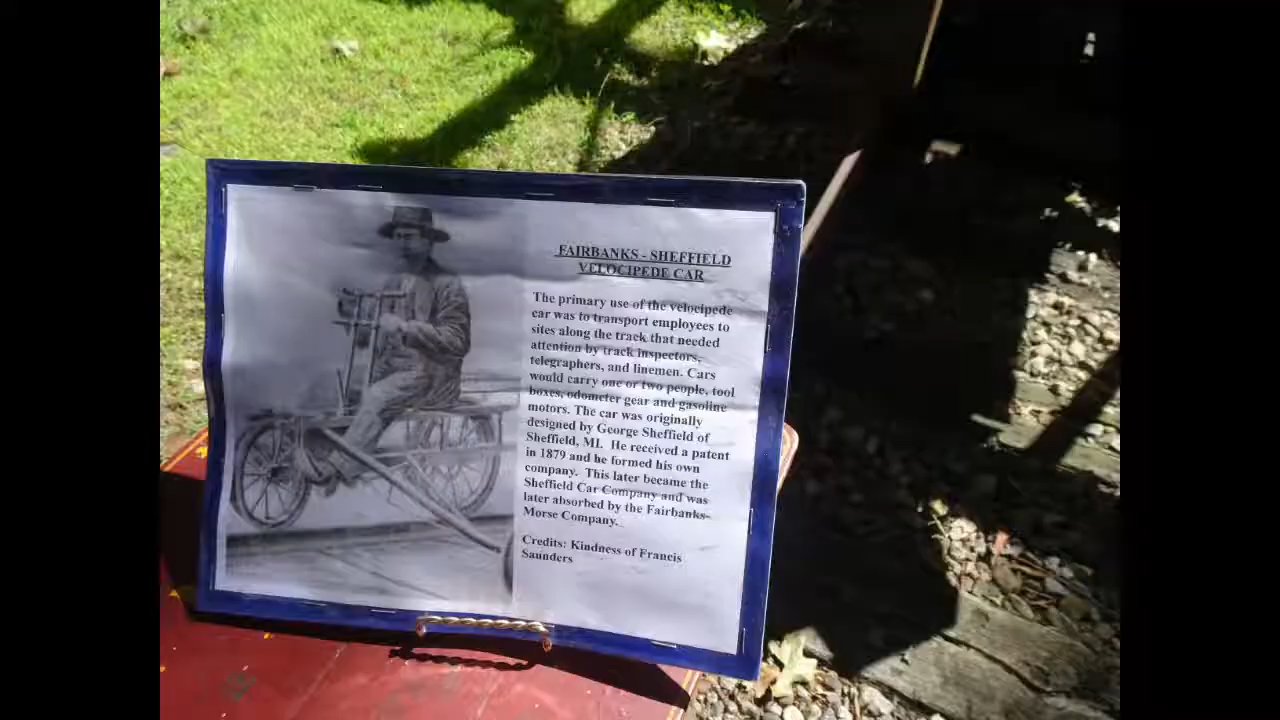 FAIRBANKS - SHEFFIELD
VELOCIPEDE CAR
The primary use of the velocipede
car was to transport employees to
sites along the track that needed
attention by track inspectors,
telegraphers, and linemen. Cars
would carry one or two people, tool
boxes, odometer gear and gasoline
motors. The car was originally
designed by George Sheffield of
Sheffield, MI. He received a patent
in 1879 and he formed his own
company. This later became the
Sheffield Car Company and was
later absorbed by the Fairbanks-
Morse Company.
Credits: Kindness of Francis
Saunders